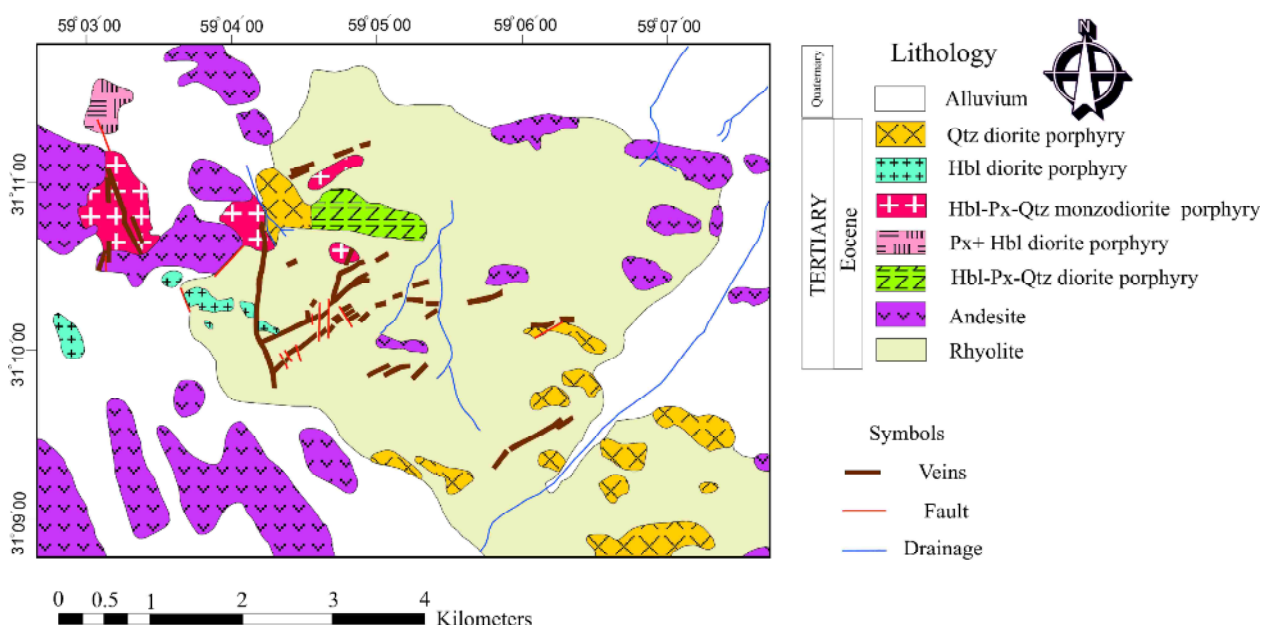 59°03′00 59°04′00 59°05′00 59°06′00 59°07′00
31°11′00
31°10′00
31°09′00
0 0.5 1 2 3 4
Kilometers
N
Lithology
Quaternary
TERTIARY
Eocene
Alluvium
Qtz diorite porphyry
Hbl diorite porphyry
Hbl-Px-Qtz monzodiorite porphyry
Px+ Hbl diorite porphyry
Hbl-Px-Qtz diorite porphyry
Andesite
Rhyolite
Symbols
Veins
Fault
Drainage